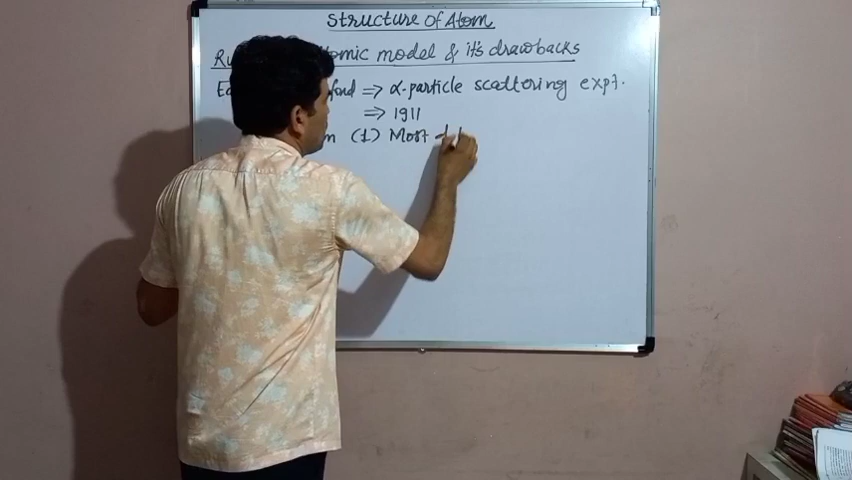 Structure of Atom
atomic model & it's drawbacks
⇒ α-particle scattering expt.
⇒ 1911
(1) Most